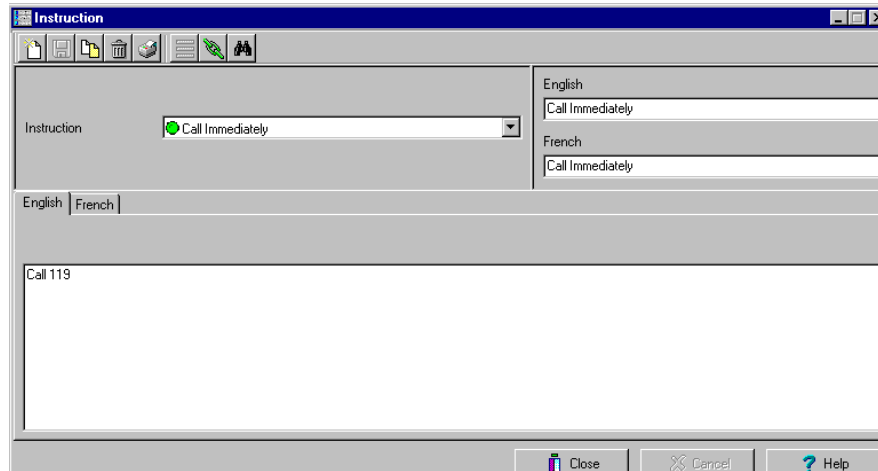 Instruction
English
Call Immediately
Instruction
Call Immediately
French
Call Immediately
English French
Call 119
Close Cancel Help